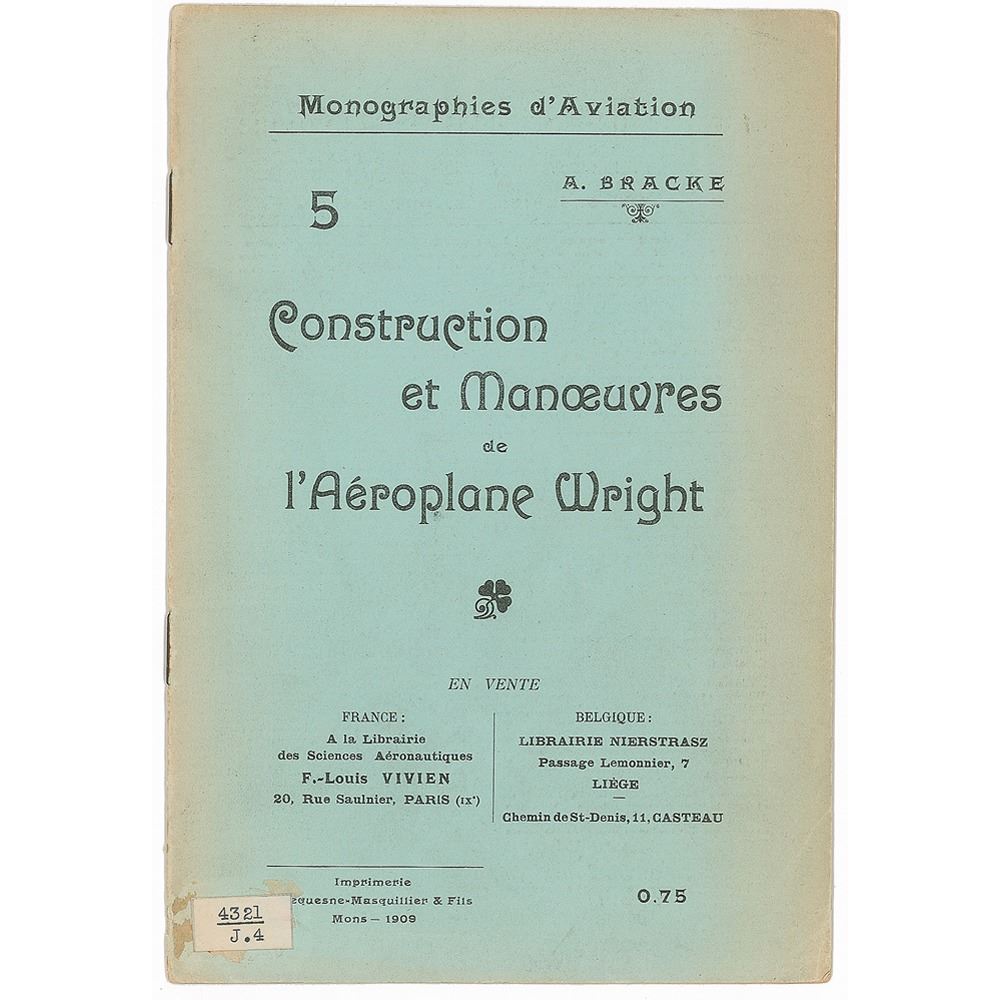 Monographies d'Aviation
A. BRACKE
5
Construction
et Manœuvres
de
l'Aéroplane Wright
EN VENTE
FRANCE :
A la Librairie
des Sciences Aéronautiques
F.-Louis VIVIEN
20, Rue Saulnier, PARIS (IXᵉ)
BELGIQUE :
LIBRAIRIE NIERSTRASZ
Passage Lemonnier, 7
LIÈGE
Chemin de St-Denis, 11, CASTEAU
Imprimerie
-Masquillier & Fils
Mons — 1909
0.75
4321
J.4